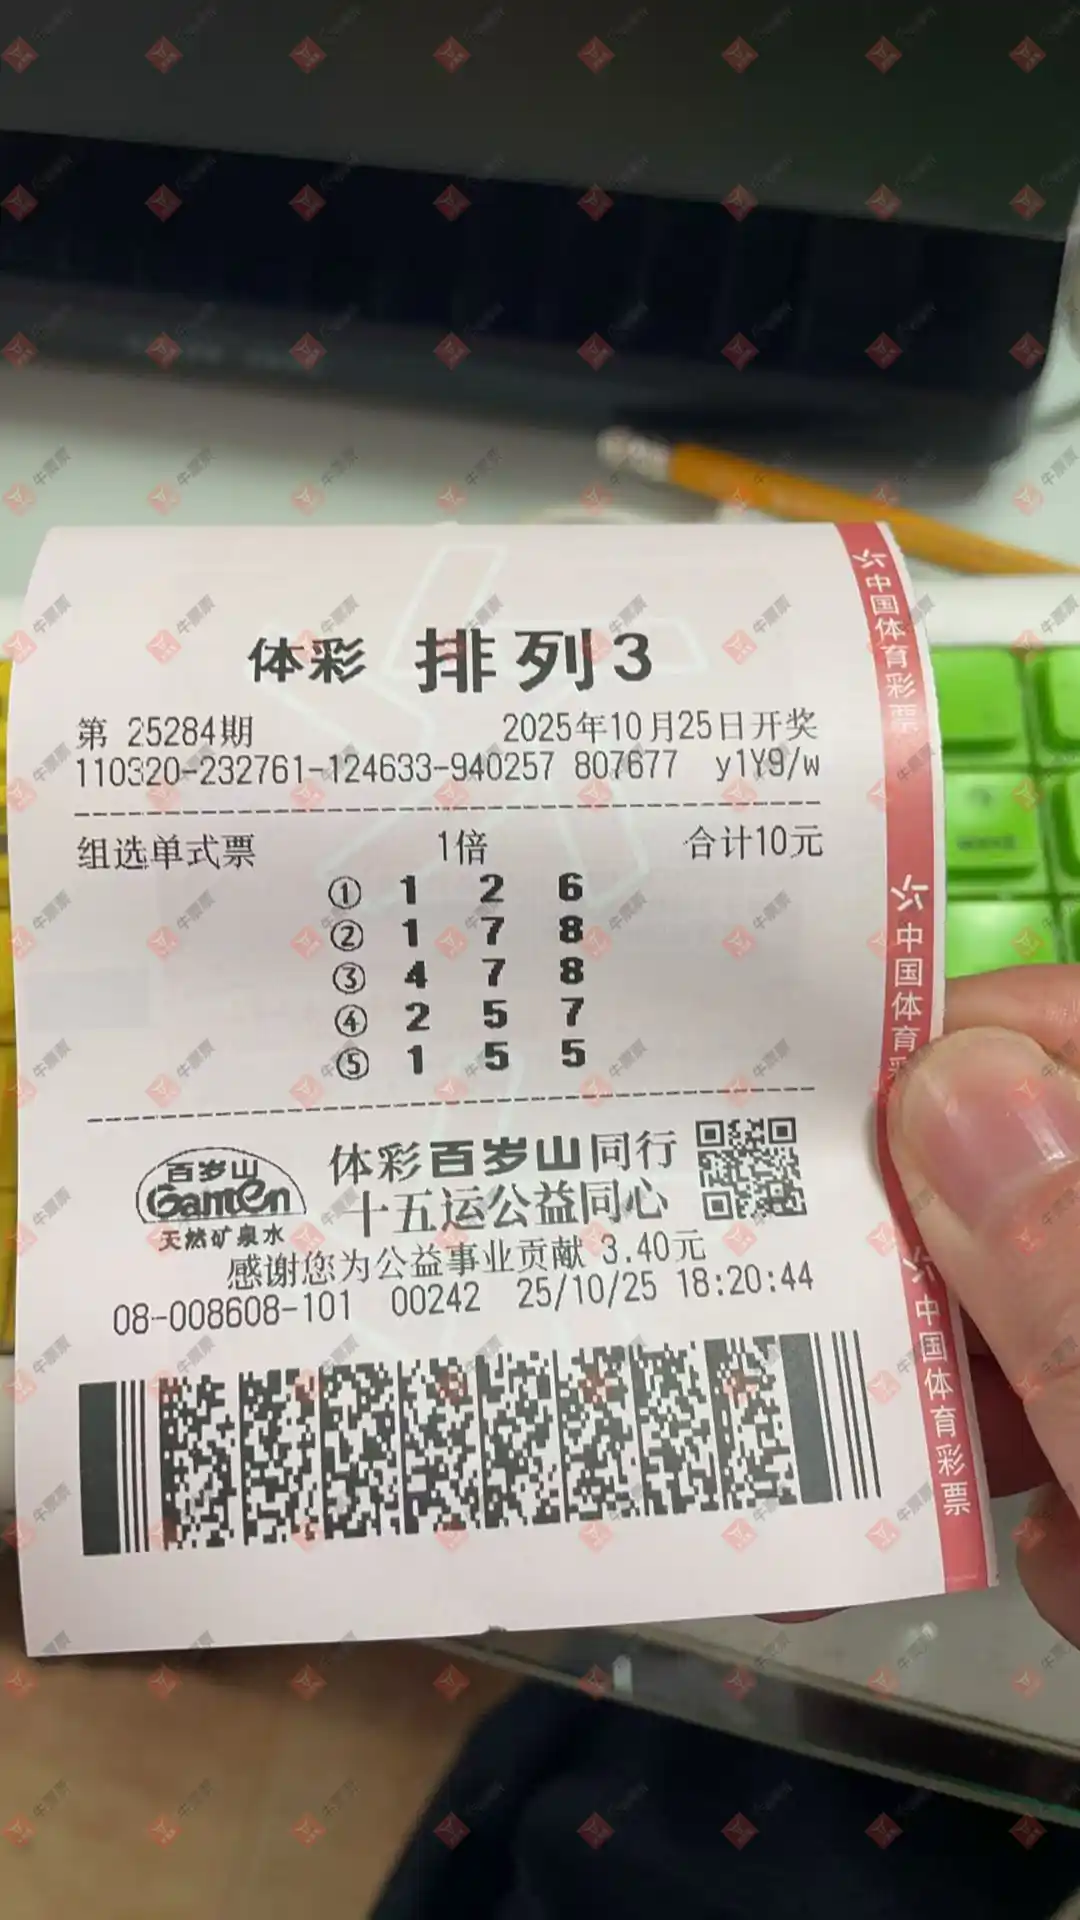 体彩 排列3
第 25284期 2025年10月25日开奖
110320-232761-124633-940257 807677 y1Y9/w
组选单式票 1倍 合计10元
① 1 2 6
② 1 7 8
③ 4 7 8
④ 2 5 7
⑤ 1 5 5
百岁山
Ganten
天然矿泉水
体彩百岁山同行
十五运公益同心
感谢您为公益事业贡献 3.40元
08-008608-101 00242 25/10/25 18:20:44
中国体育彩票
中国体育彩
中国体育彩票
牛票票